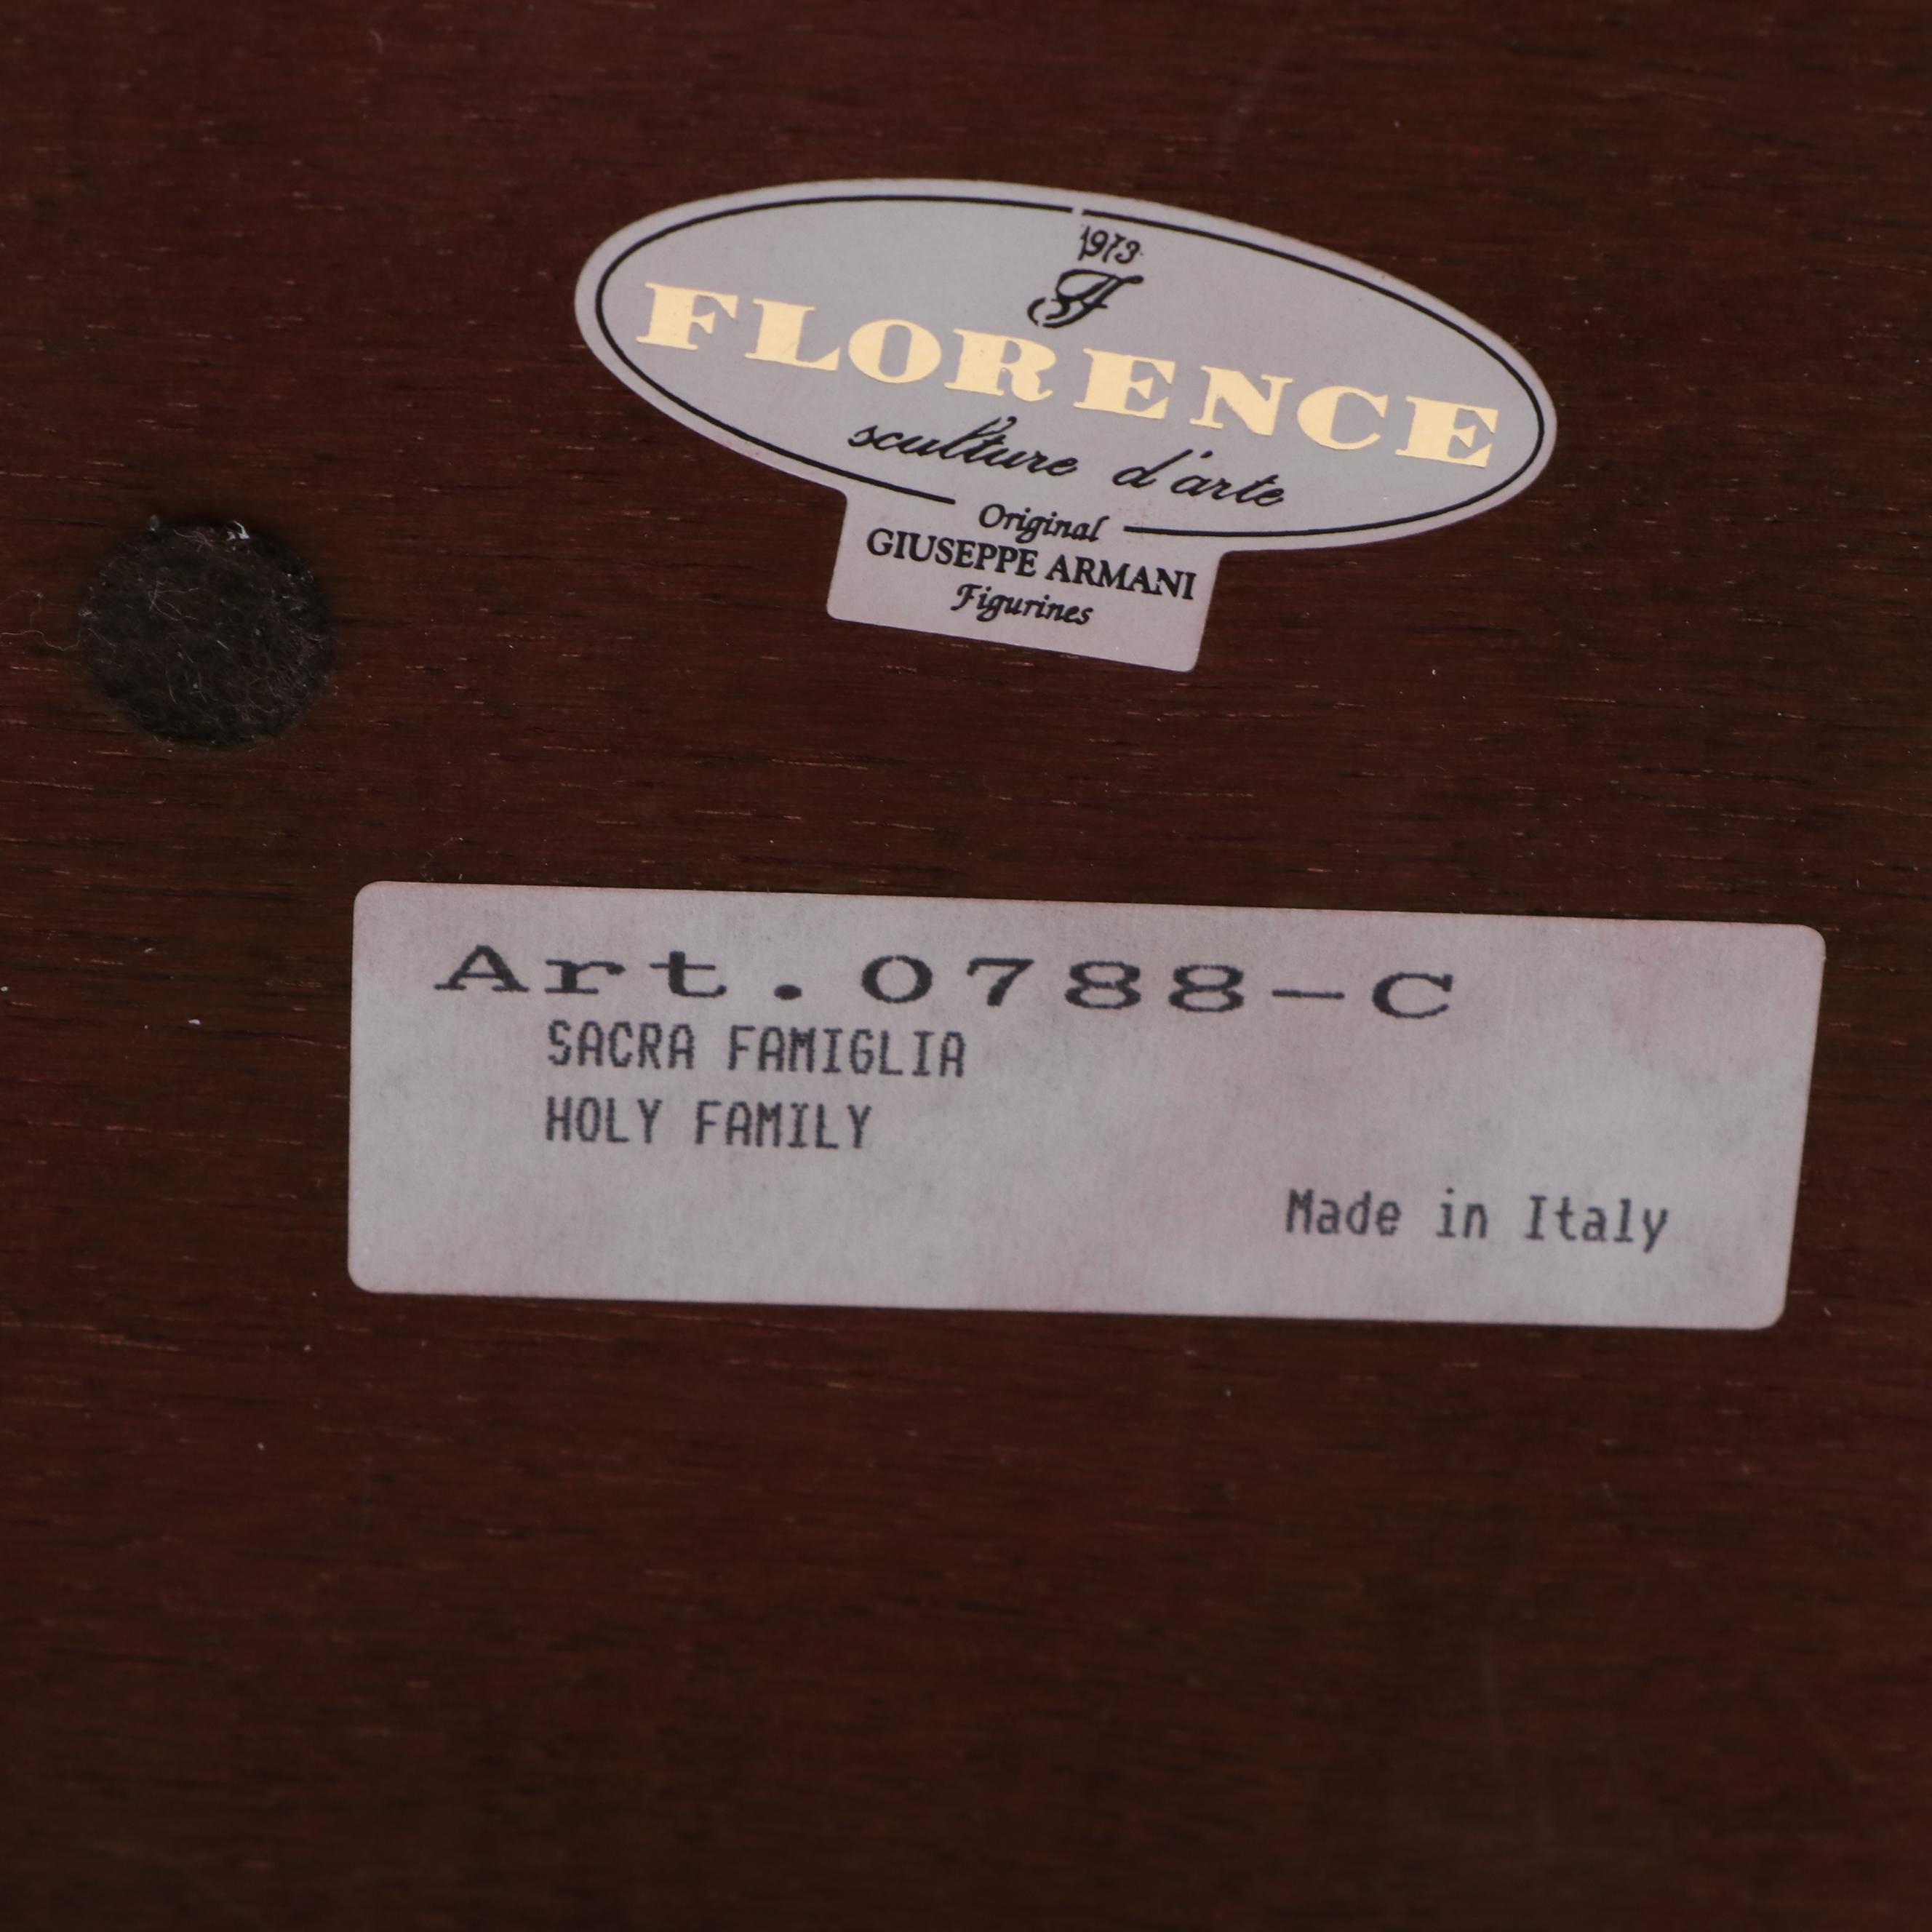 1973
FLORENCE
sculture d'arte
Original
GIUSEPPE ARMANI
Figurines
Art.0788-C
SACRA FAMIGLIA
HOLY FAMILY
Made in Italy